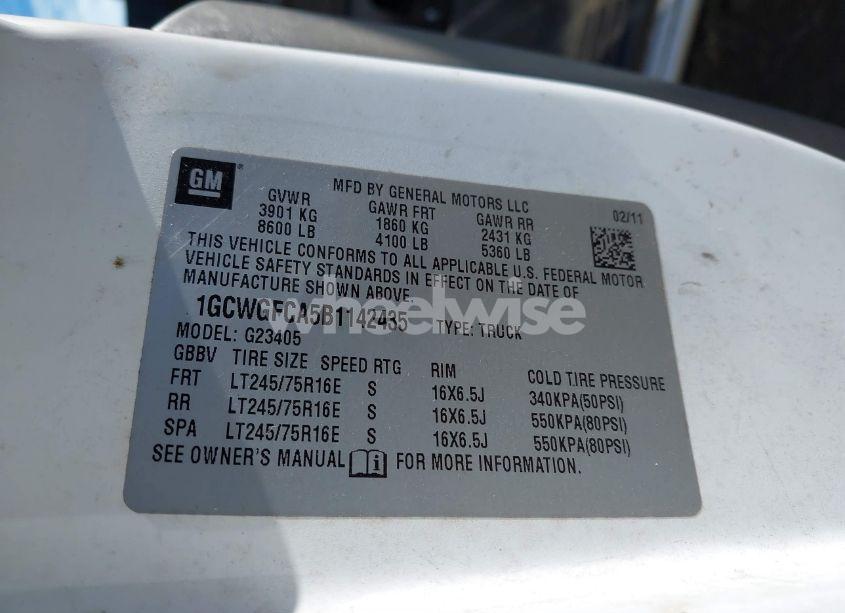 GM
MFD BY GENERAL MOTORS LLC
02/11
GVWR GAWR FRT GAWR RR
3901 KG 1860 KG 2431 KG
8600 LB 4100 LB 5360 LB
THIS VEHICLE CONFORMS TO ALL APPLICABLE U.S. FEDERAL MOTOR
VEHICLE SAFETY STANDARDS IN EFFECT ON THE DATE OF
MANUFACTURE SHOWN ABOVE.
1GCWGFCA5B1142435 TYPE: TRUCK
MODEL: G23405
GBBV TIRE SIZE SPEED RTG RIM COLD TIRE PRESSURE
FRT LT245/75R16E S 16X6.5J 340KPA(50PSI)
RR LT245/75R16E S 16X6.5J 550KPA(80PSI)
SPA LT245/75R16E S 16X6.5J 550KPA(80PSI)
SEE OWNER'S MANUAL FOR MORE INFORMATION.
wheelwise